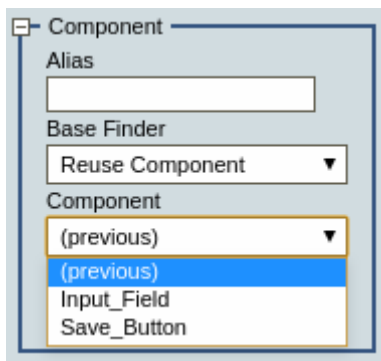 Component
Alias
Base Finder
Reuse Component
Component
(previous)
(previous)
Input_Field
Save_Button